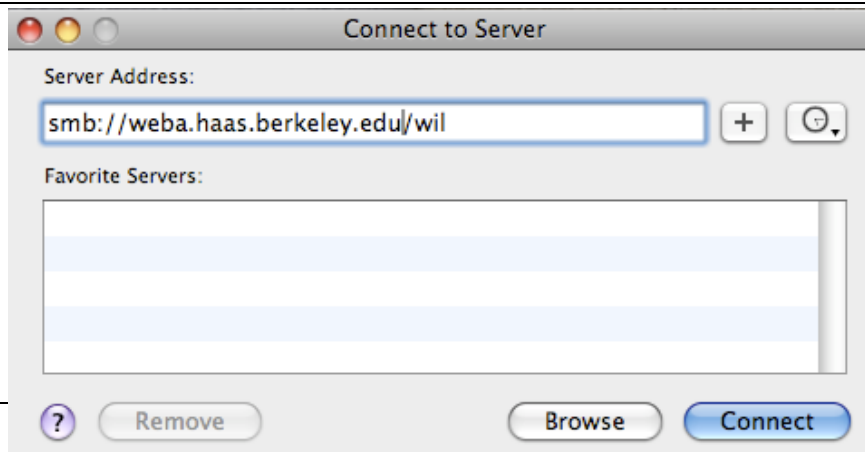 Connect to Server
Server Address:
smb://weba.haas.berkeley.edu/wil
+
Favorite Servers:
? Remove Browse Connect